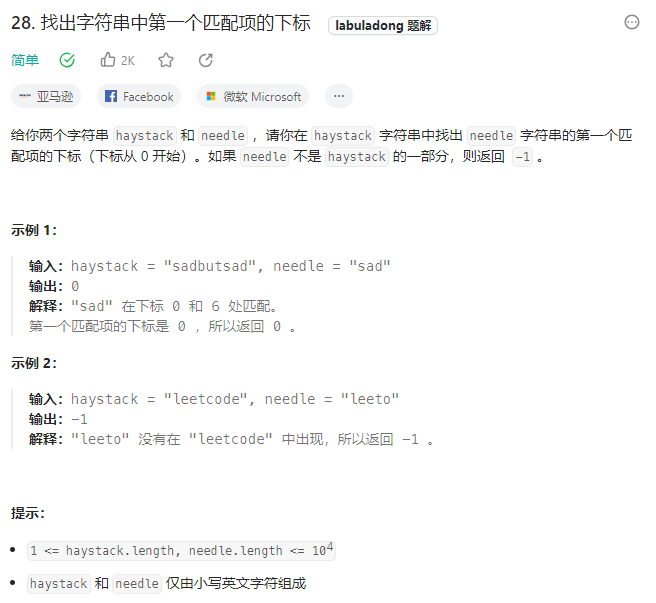 28. 找出字符串中第一个匹配项的下标 labuladong 题解
简单 2K
亚马逊 Facebook 微软 Microsoft ···
给你两个字符串 haystack 和 needle ，请你在 haystack 字符串中找出 needle 字符串的第一个匹
配项的下标（下标从 0 开始）。如果 needle 不是 haystack 的一部分，则返回 -1 。
示例 1：
输入：haystack = "sadbutsad", needle = "sad"
输出：0
解释："sad" 在下标 0 和 6 处匹配。
第一个匹配项的下标是 0 ，所以返回 0 。
示例 2：
输入：haystack = "leetcode", needle = "leeto"
输出：-1
解释："leeto" 没有在 "leetcode" 中出现，所以返回 -1 。
提示：
• 1 <= haystack.length, needle.length <= 10⁴
• haystack 和 needle 仅由小写英文字符组成